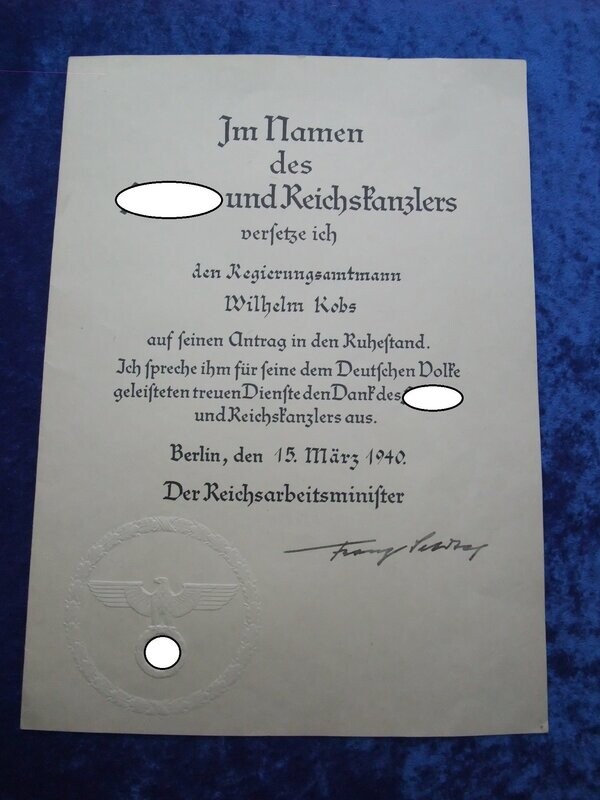 Im Namen
des
und Reichskanzlers
versetze ich
den Regierungsamtmann
Wilhelm Kobs
auf seinen Antrag in den Ruhestand.
Ich spreche ihm für seine dem Deutschen Volke
geleisteten treuen Dienste den Dank des
und Reichskanzlers aus.
Berlin, den 15. März 1940.
Der Reichsarbeitsminister
Franz Seldte